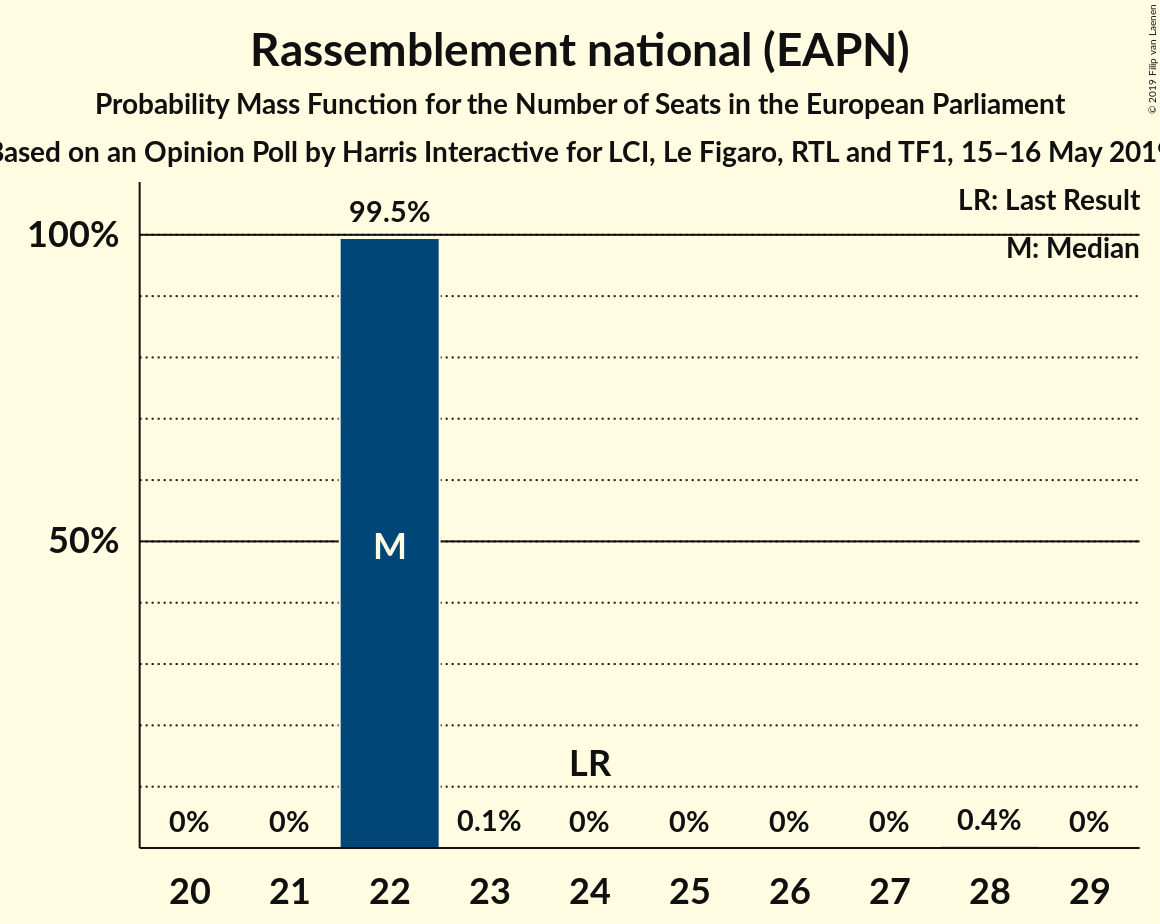 Rassemblement national (EAPN)
Probability Mass Function for the Number of Seats in the European Parliament
Based on an Opinion Poll by Harris Interactive for LCI, Le Figaro, RTL and TF1, 15–16 May 2019
© 2019 Filip van Laenen
LR: Last Result
M: Median
99.5%
100%
50%
M
LR
0% 0% 0.1% 0% 0% 0% 0% 0.4% 0%
20 21 22 23 24 25 26 27 28 29